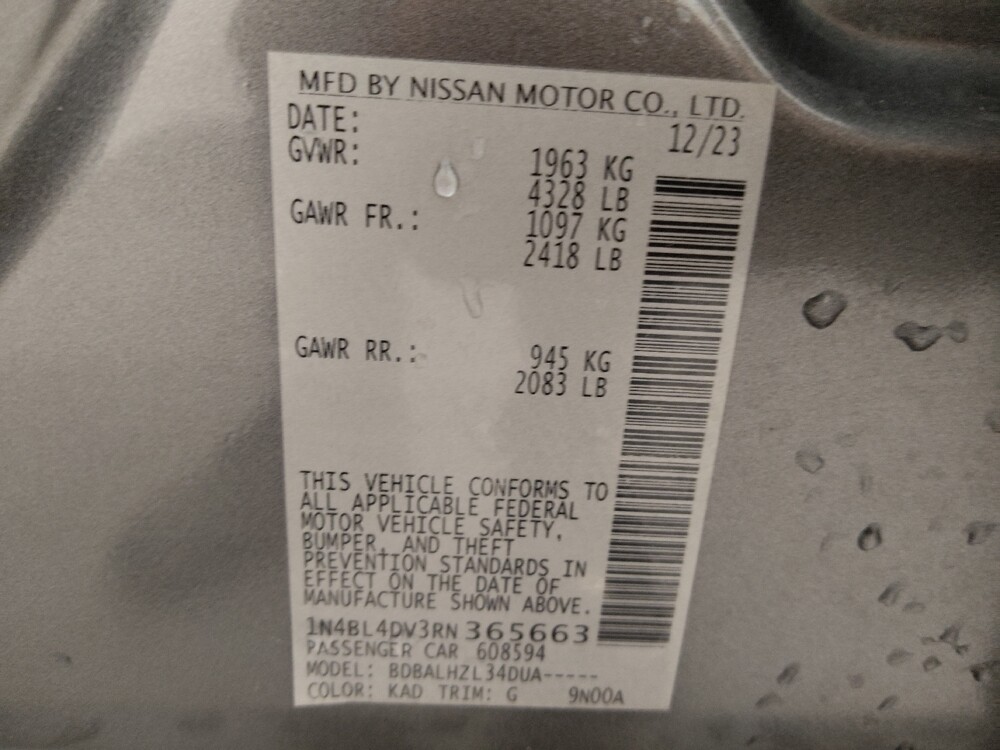 MFD BY NISSAN MOTOR CO., LTD.
DATE: 12/23
GVWR: 1963 KG
4328 LB
GAWR FR.: 1097 KG
2418 LB
GAWR RR.: 945 KG
2083 LB
THIS VEHICLE CONFORMS TO
ALL APPLICABLE FEDERAL
MOTOR VEHICLE SAFETY,
BUMPER, AND THEFT
PREVENTION STANDARDS IN
EFFECT ON THE DATE OF
MANUFACTURE SHOWN ABOVE.
1N4BL4DV3RN 365663
PASSENGER CAR 608594
MODEL: BDBALHZL34DUA-----
COLOR: KAD TRIM: G 9N00A